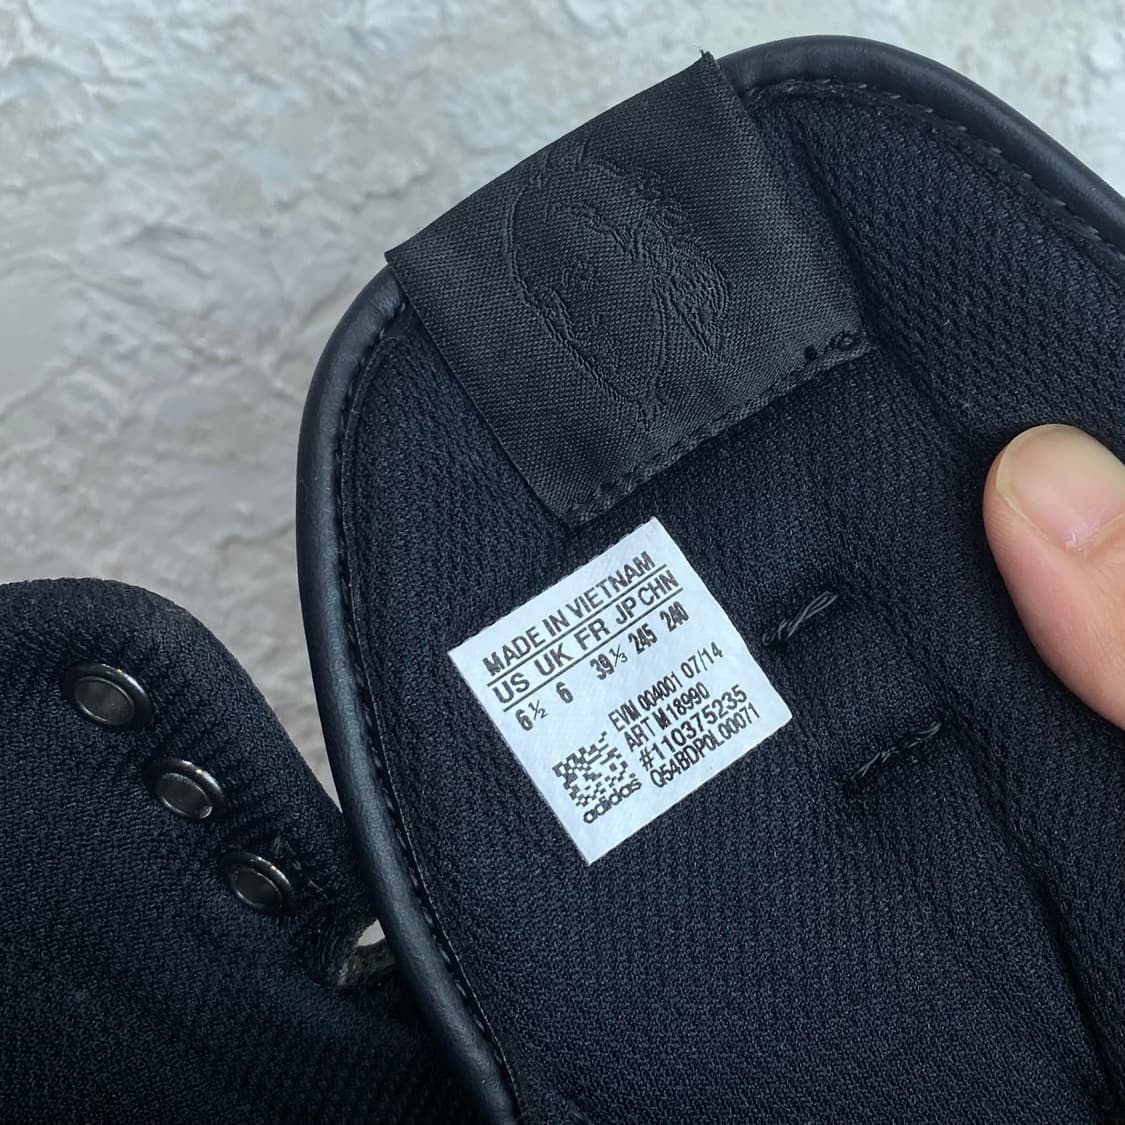 MADE IN VIETNAM
US UK FR JP CHN
6½ 6 39⅓ 245 240
EVM 004001 07/14
ART M18990
#110375235
Q54BDP0L00071
adidas